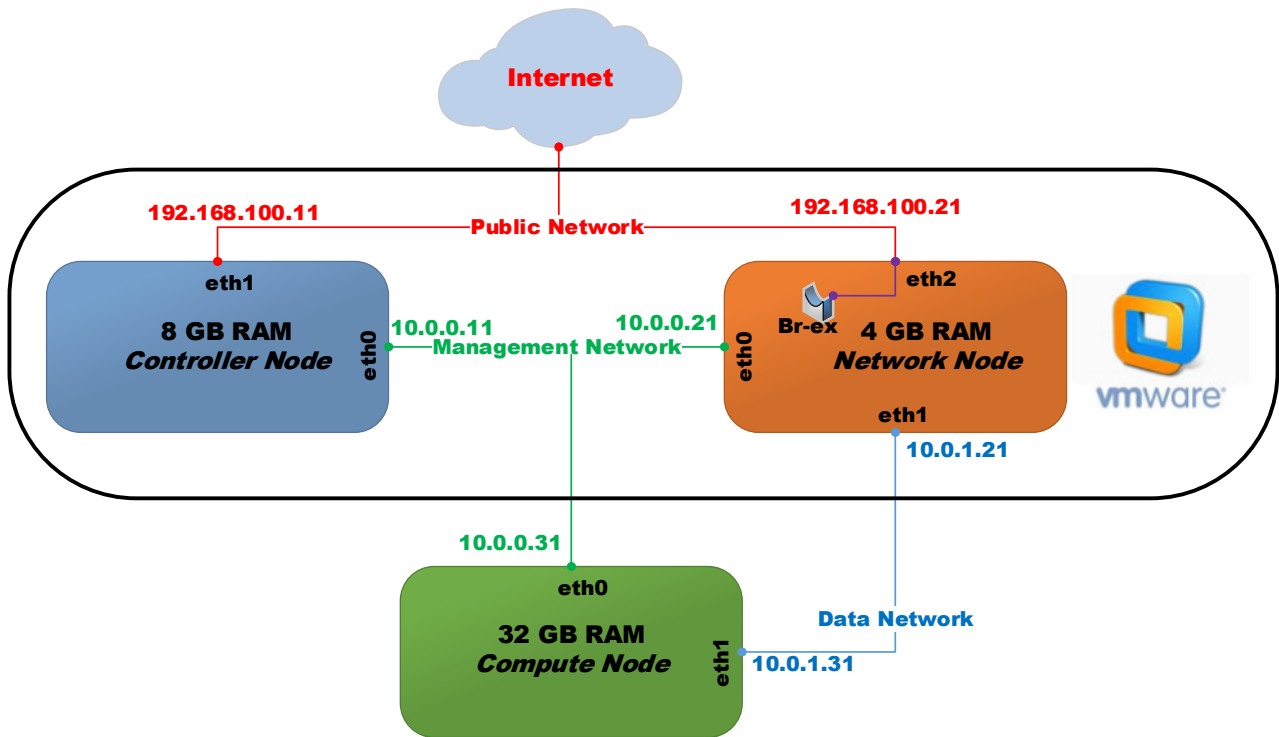 Internet
192.168.100.11
192.168.100.21
Public Network
eth1
eth2
Br-ex
8 GB RAM
Controller Node
eth0
10.0.0.11
Management Network
10.0.0.21
eth0
4 GB RAM
Network Node
eth1
vmware®
10.0.1.21
10.0.0.31
eth0
32 GB RAM
Compute Node
eth1
Data Network
10.0.1.31